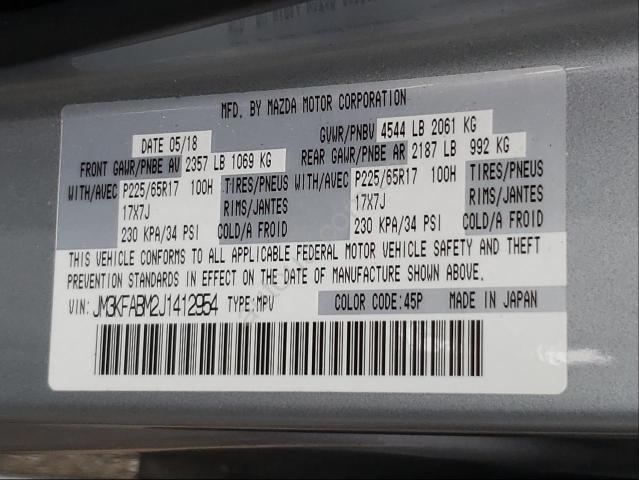 MFD. BY MAZDA MOTOR CORPORATION
DATE 05/18 GVWR/PNBV 4544 LB 2061 KG
FRONT GAWR/PNBE AV 2357 LB 1069 KG REAR GAWR/PNBE AR 2187 LB 992 KG
WITH/AVEC P225/65R17 100H TIRES/PNEUS WITH/AVEC P225/65R17 100H TIRES/PNEUS
17X7J RIMS/JANTES 17X7J RIMS/JANTES
230 KPA/34 PSI COLD/A FROID 230 KPA/34 PSI COLD/A FROID
THIS VEHICLE CONFORMS TO ALL APPLICABLE FEDERAL MOTOR VEHICLE SAFETY AND THEFT
PREVENTION STANDARDS IN EFFECT ON THE DATE OF MANUFACTURE SHOWN ABOVE.
VIN: JM3KFABM2J1412954 TYPE: MPV COLOR CODE: 45P MADE IN JAPAN